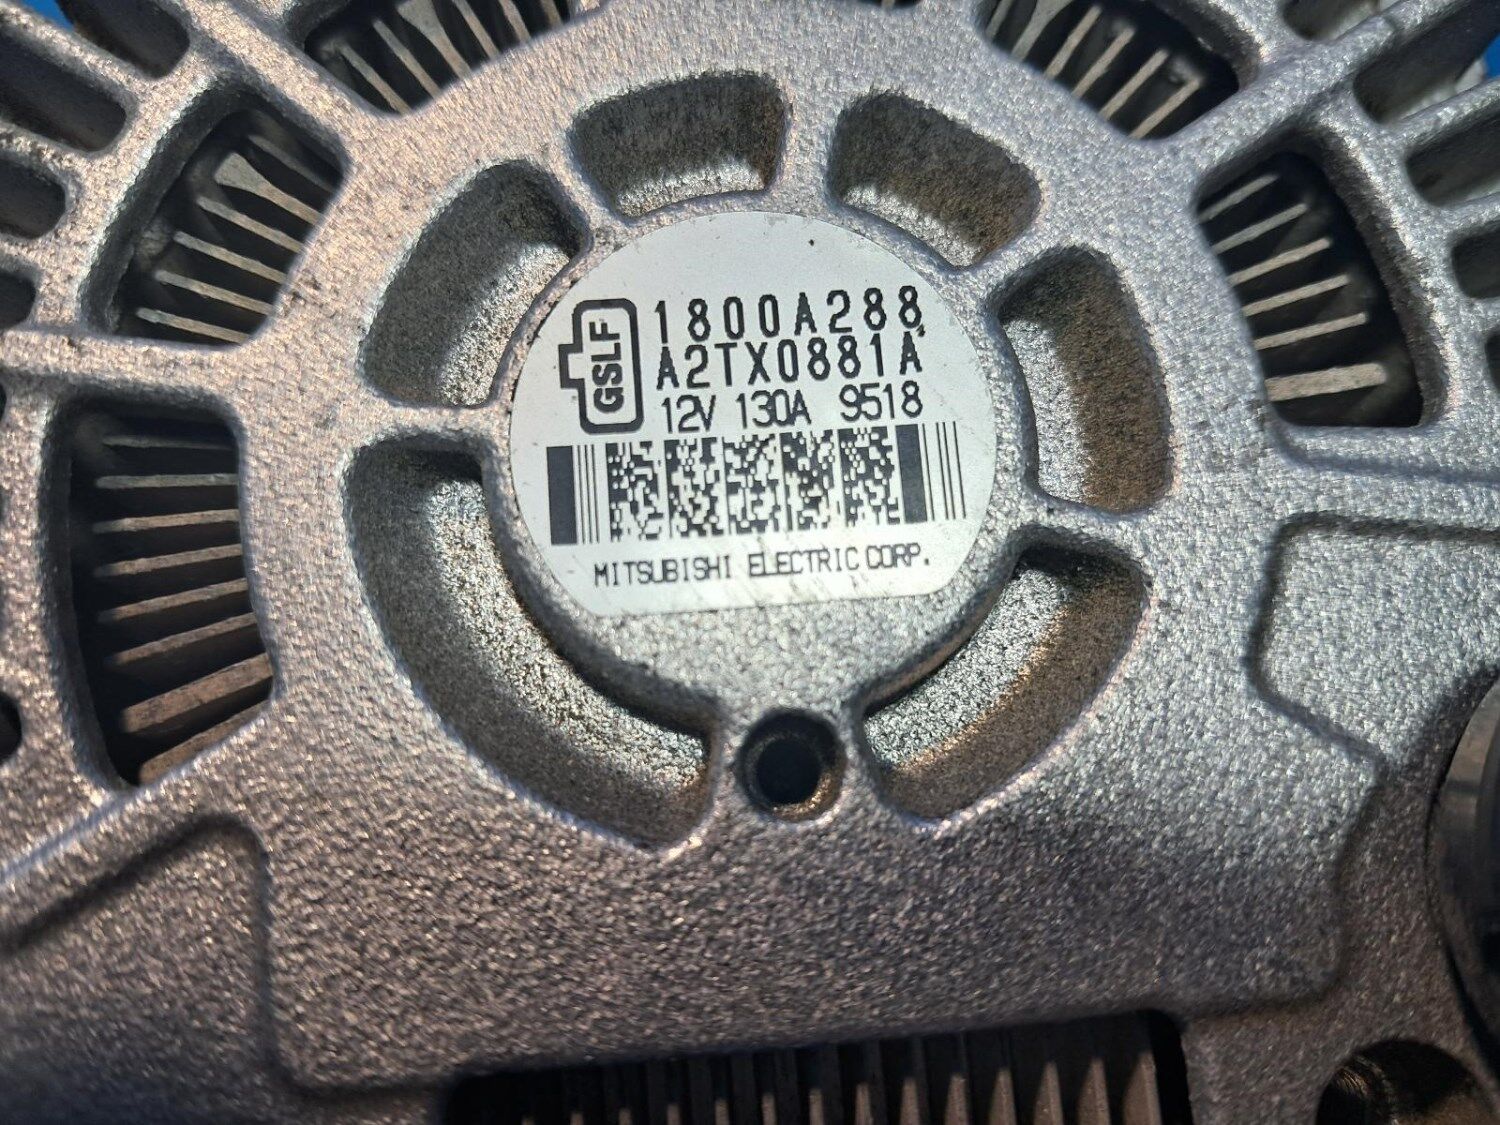 GSLF
1800A288
A2TX0881A
12V 130A 9518
MITSUBISHI ELECTRIC CORP.